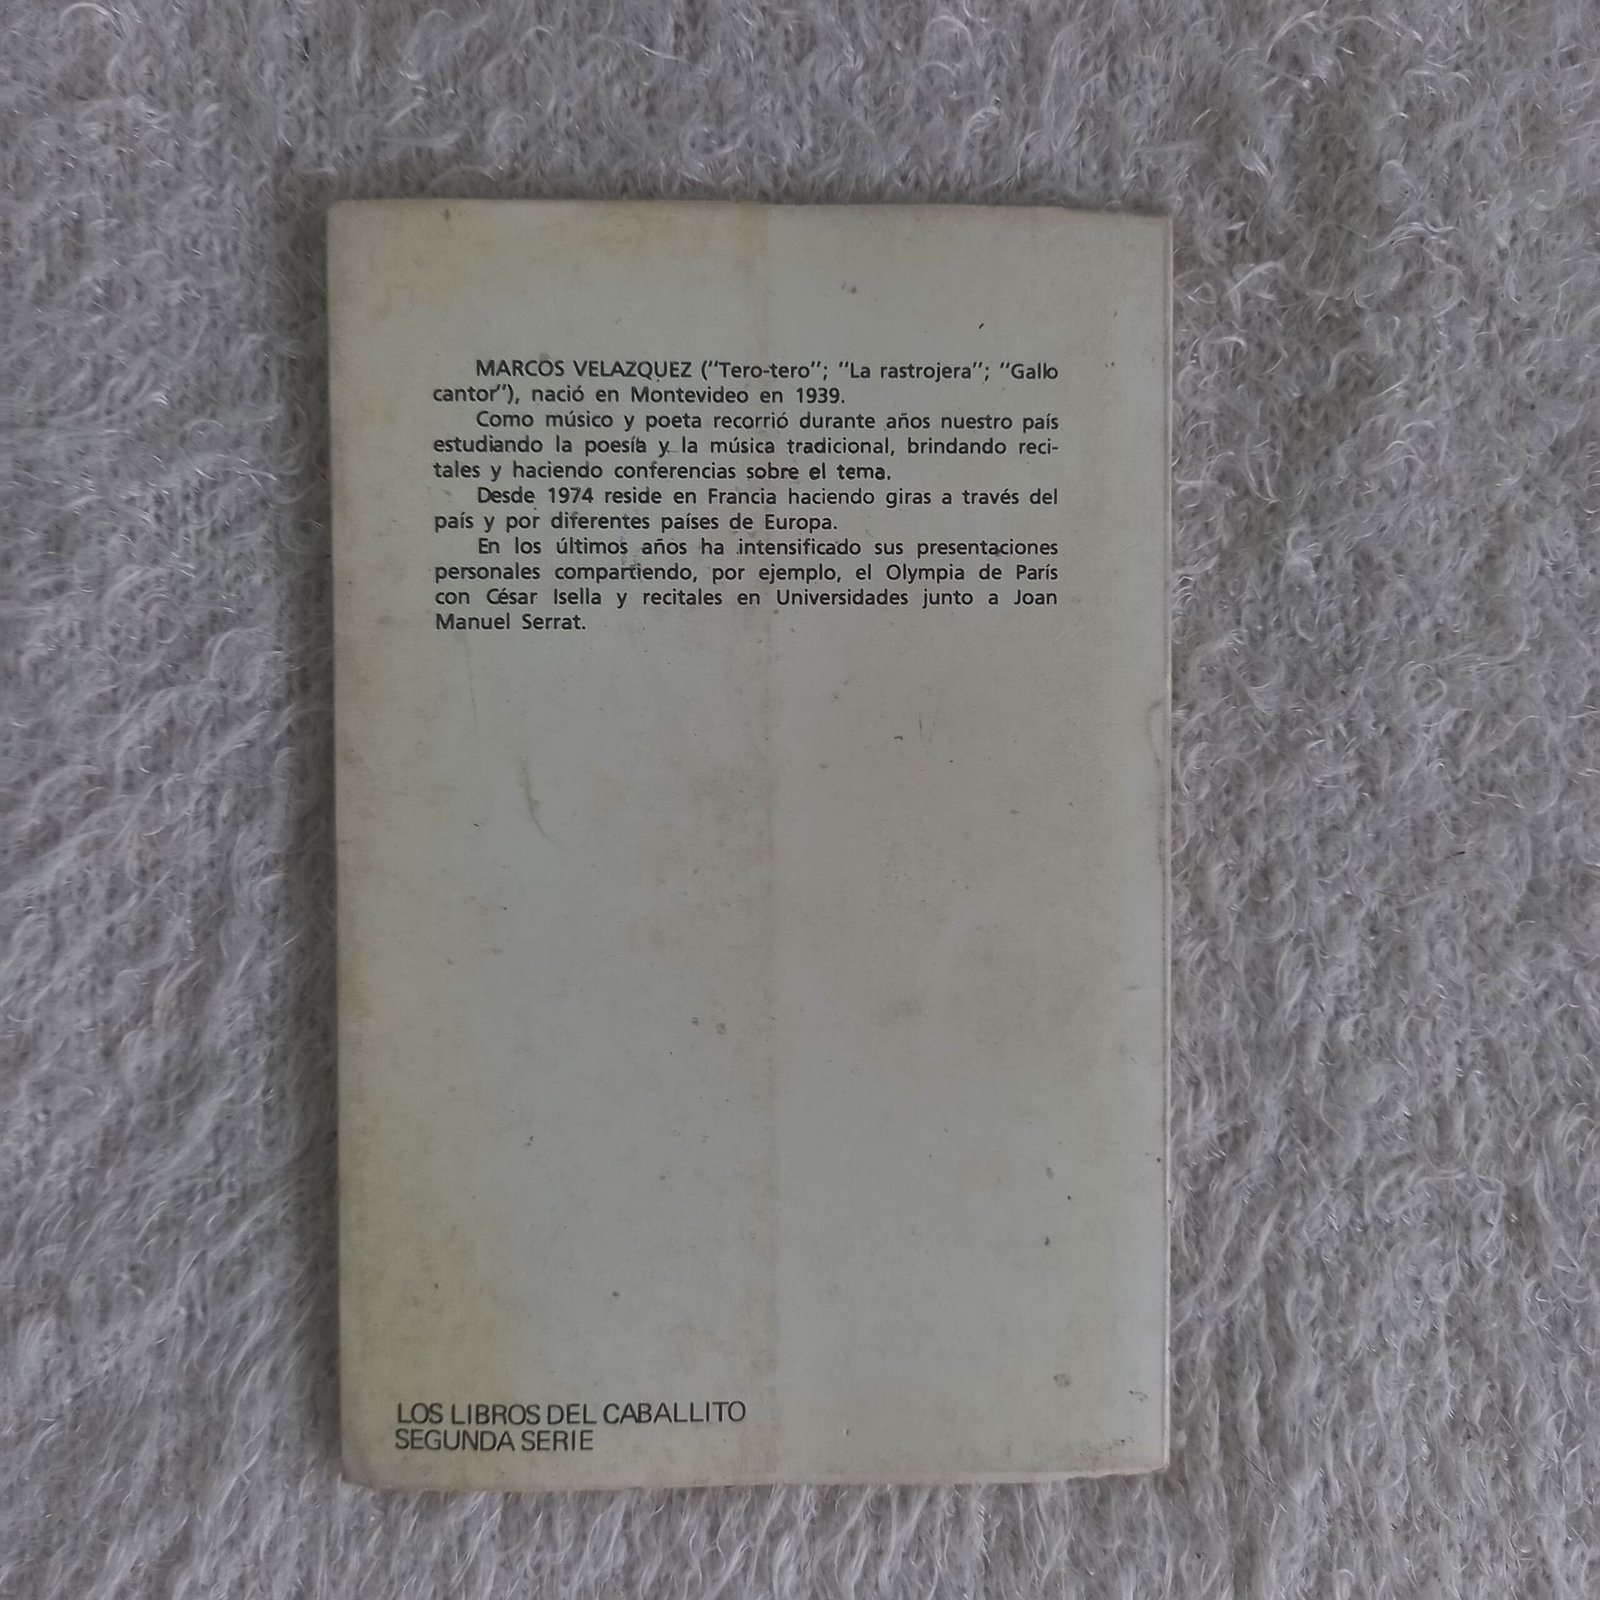 MARCOS VELAZQUEZ ("Tero-tero"; "La rastrojera"; "Gallo
cantor"), nació en Montevideo en 1939.
Como músico y poeta recorrió durante años nuestro país
estudiando la poesía y la música tradicional, brindando reci-
tales y haciendo conferencias sobre el tema.
Desde 1974 reside en Francia haciendo giras a través del
país y por diferentes países de Europa.
En los últimos años ha intensificado sus presentaciones
personales compartiendo, por ejemplo, el Olympia de París
con César Isella y recitales en Universidades junto a Joan
Manuel Serrat.
LOS LIBROS DEL CABALLITO
SEGUNDA SERIE